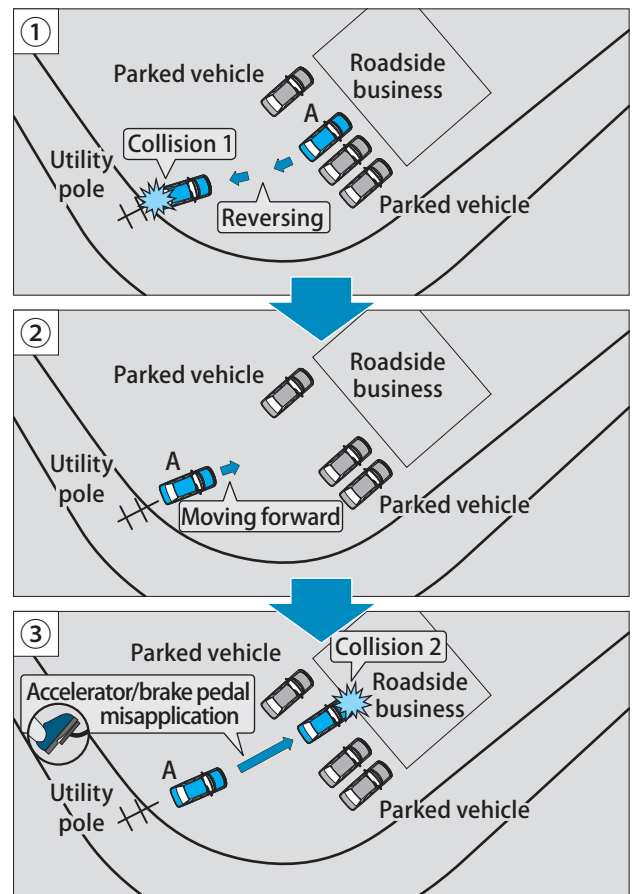 ①
Parked vehicle
Roadside
business
A
Collision 1
Utility
pole
Reversing
Parked vehicle
②
Parked vehicle
Roadside
business
Utility
pole
A
Moving forward
Parked vehicle
③
Parked vehicle
Collision 2
Roadside
business
Accelerator/brake pedal
misapplication
A
Utility
pole
Parked vehicle